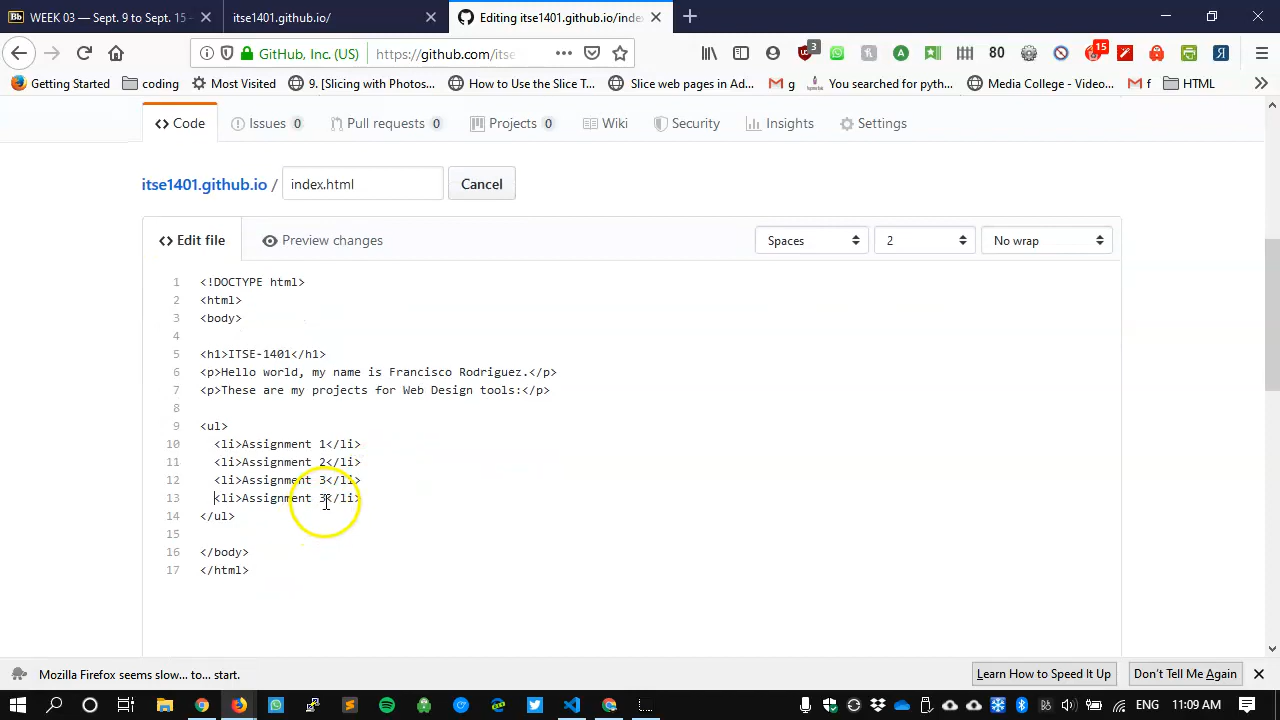 WEEK 03 — Sept. 9 to Sept. 15 -
itse1401.github.io/
Editing itse1401.github.io/index
GitHub, Inc. (US)
https://github.com/itse
80
3
15
Getting Started
coding
Most Visited
9. [Slicing with Photos...
How to Use the Slice T...
Slice web pages in Ad...
g
You searched for pyth...
Media College - Video...
f
HTML
Code
Issues 0
Pull requests 0
Projects 0
Wiki
Security
Insights
Settings
itse1401.github.io / index.html Cancel
<> Edit file
Preview changes
Spaces
2
No wrap
1 <!DOCTYPE html>
2 <html>
3 <body>
4
5 <h1>ITSE-1401</h1>
6 <p>Hello world, my name is Francisco Rodriguez.</p>
7 <p>These are my projects for Web Design tools:</p>
8
9 <ul>
10 <li>Assignment 1</li>
11 <li>Assignment 2</li>
12 <li>Assignment 3</li>
13 <li>Assignment 3</li>
14 </ul>
15
16 </body>
17 </html>
Mozilla Firefox seems slow... to... start.
Learn How to Speed It Up
Don't Tell Me Again
ENG 11:09 AM